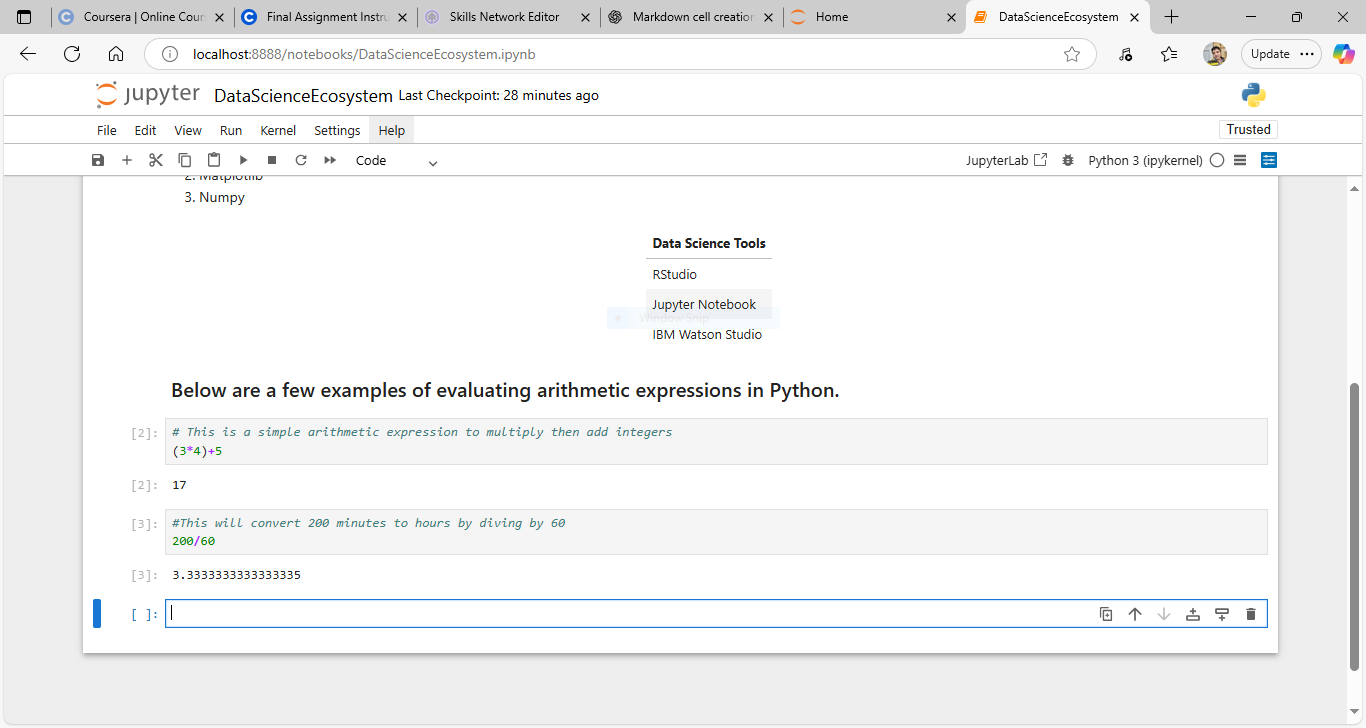 Coursera | Online Cour
Final Assignment Instru
Skills Network Editor
Markdown cell creation
Home
DataScienceEcosystem
localhost:8888/notebooks/DataScienceEcosystem.ipynb
Update
jupyter DataScienceEcosystem Last Checkpoint: 28 minutes ago
File Edit View Run Kernel Settings Help
Trusted
Code
JupyterLab
Python 3 (ipykernel)
2. Matplotlib
3. Numpy
Data Science Tools
RStudio
Jupyter Notebook
Window Snip
IBM Watson Studio
Below are a few examples of evaluating arithmetic expressions in Python.
[2]: # This is a simple arithmetic expression to multiply then add integers
(3*4)+5
[2]: 17
[3]: #This will convert 200 minutes to hours by diving by 60
200/60
[3]: 3.3333333333333335
[ ]: